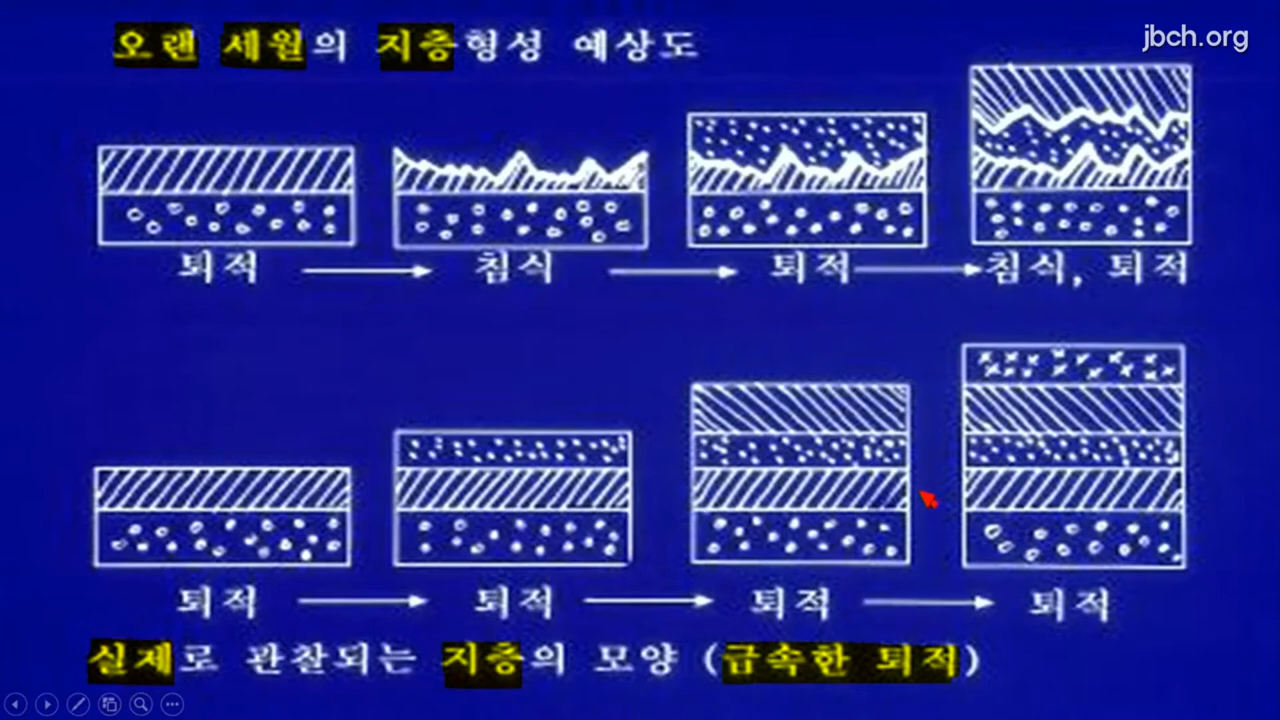 jbch.org
오랜 세월의 지층형성 예상도
퇴적 침식 퇴적 침식, 퇴적
퇴적 퇴적 퇴적 퇴적
실제로 관찰되는 지층의 모양 (급속한 퇴적)